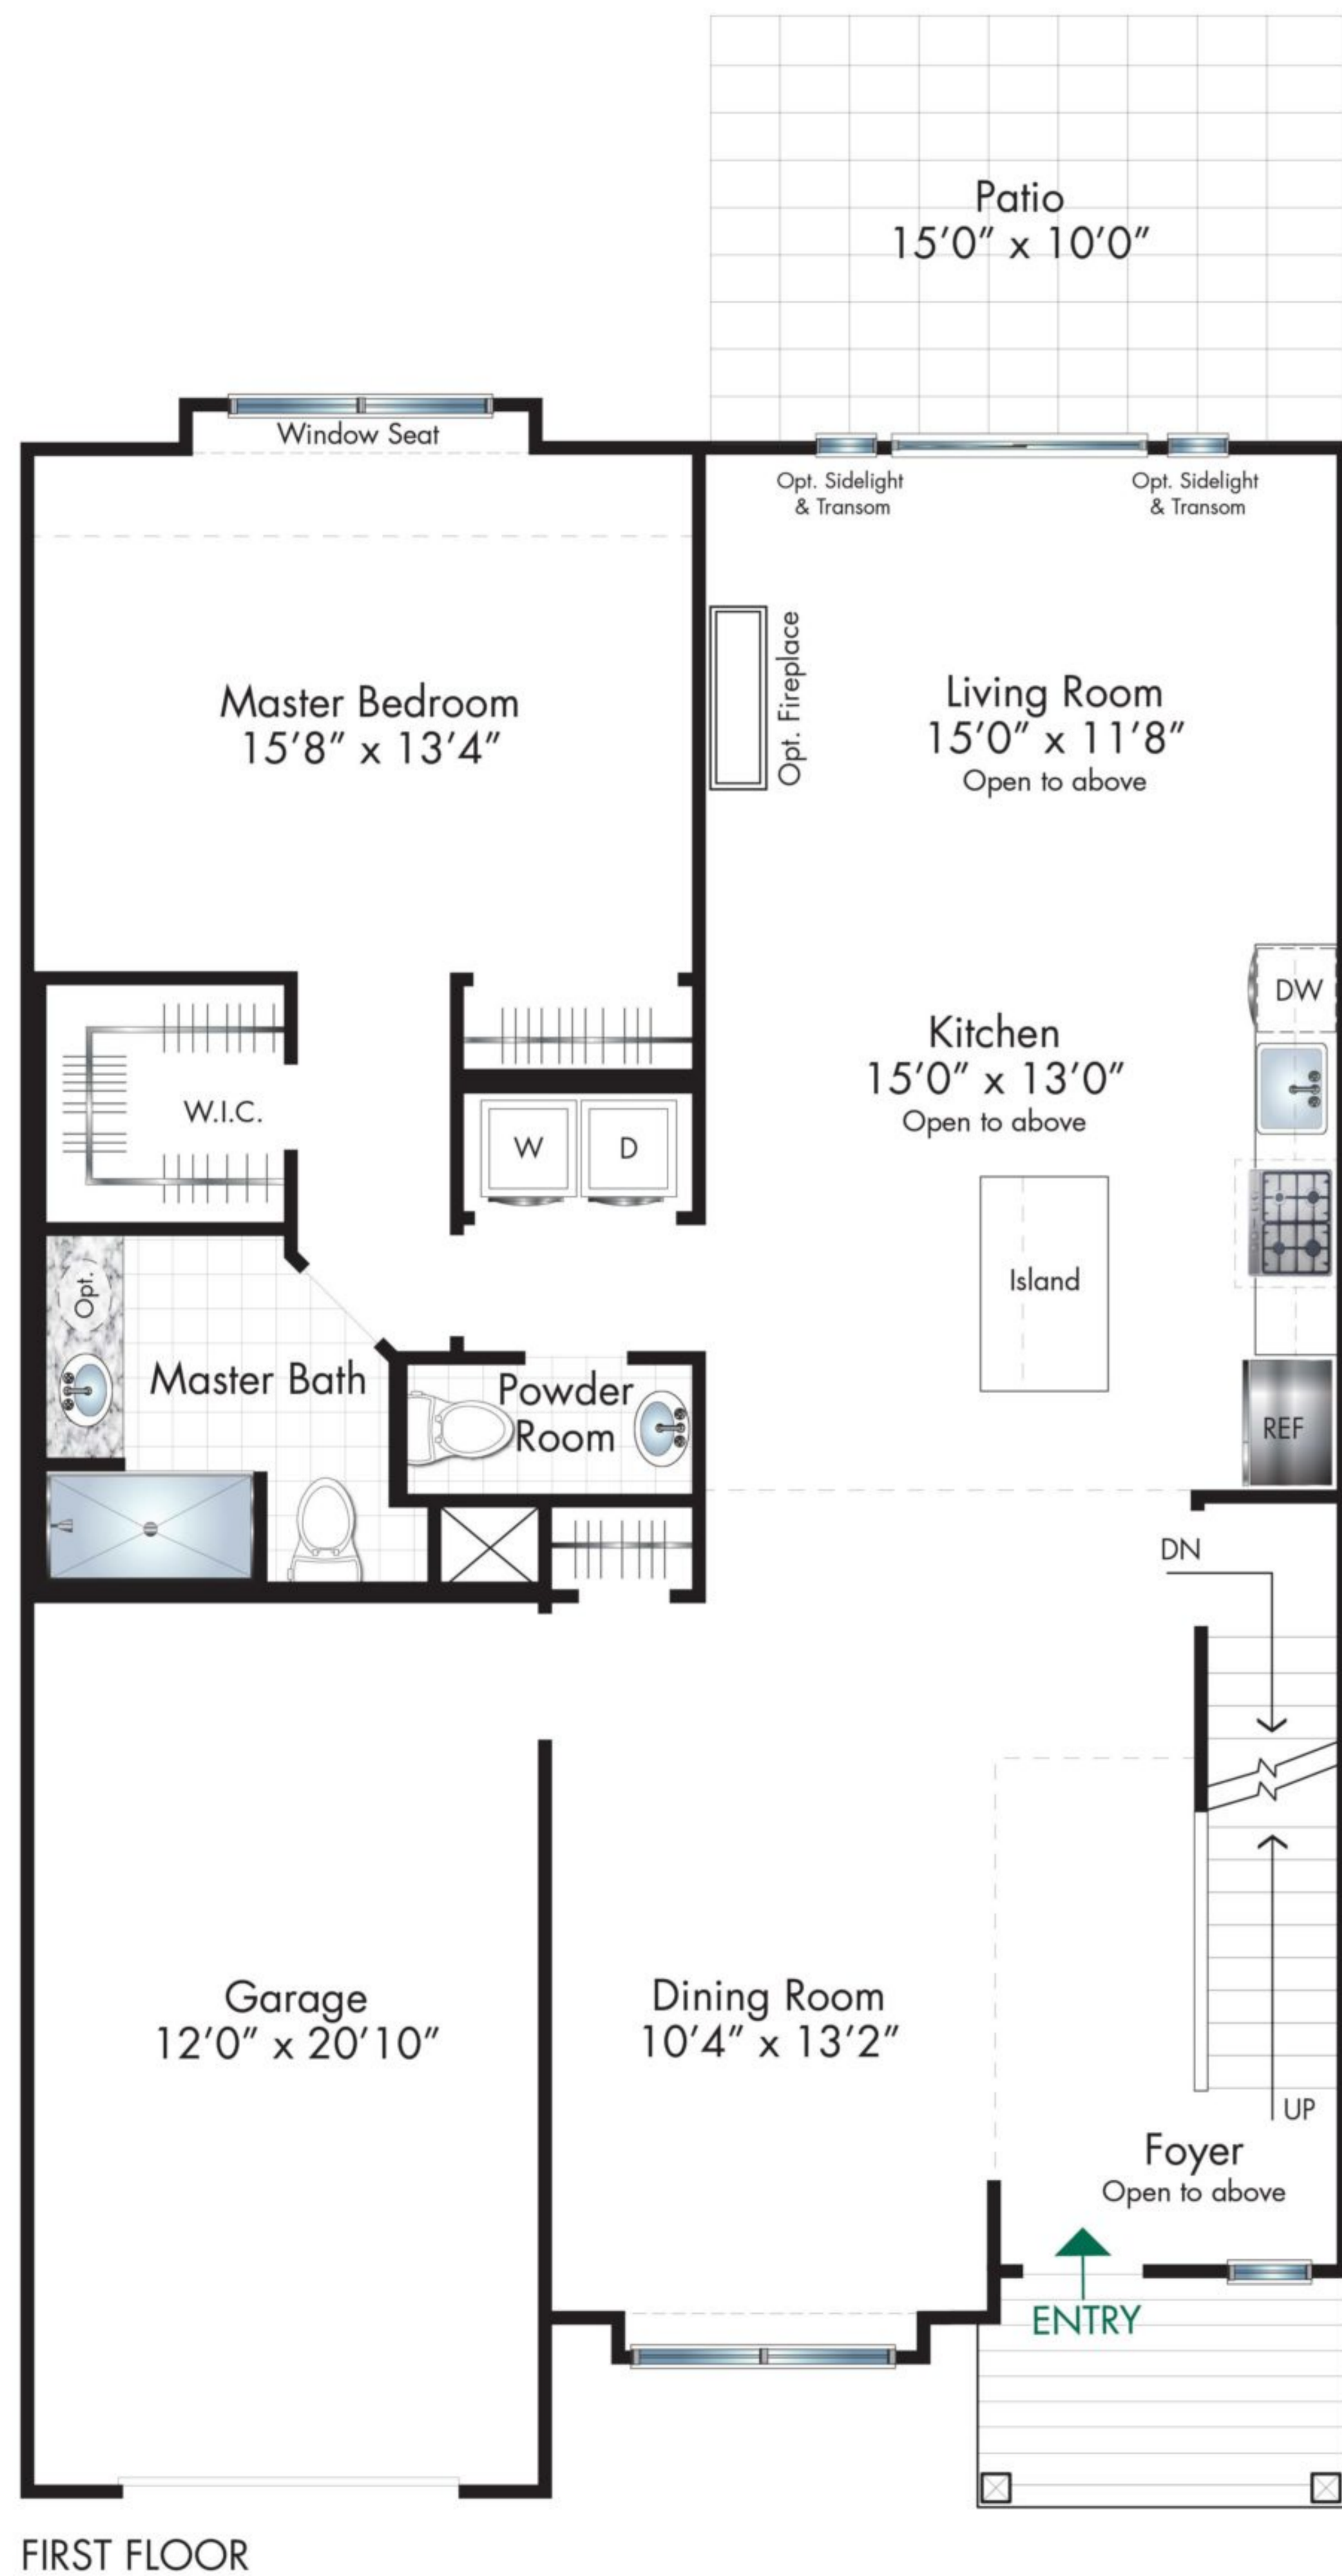 Patio
15'0" x 10'0"
Window Seat
Opt. Sidelight
& Transom
Opt. Sidelight
& Transom
Master Bedroom
15'8" x 13'4"
Opt. Fireplace
Living Room
15'0" x 11'8"
Open to above
DW
Kitchen
15'0" x 13'0"
Open to above
W.I.C.
W
D
Island
Opt.
Master Bath
Powder
Room
REF
DN
Garage
12'0" x 20'10"
Dining Room
10'4" x 13'2"
UP
Foyer
Open to above
ENTRY
FIRST FLOOR